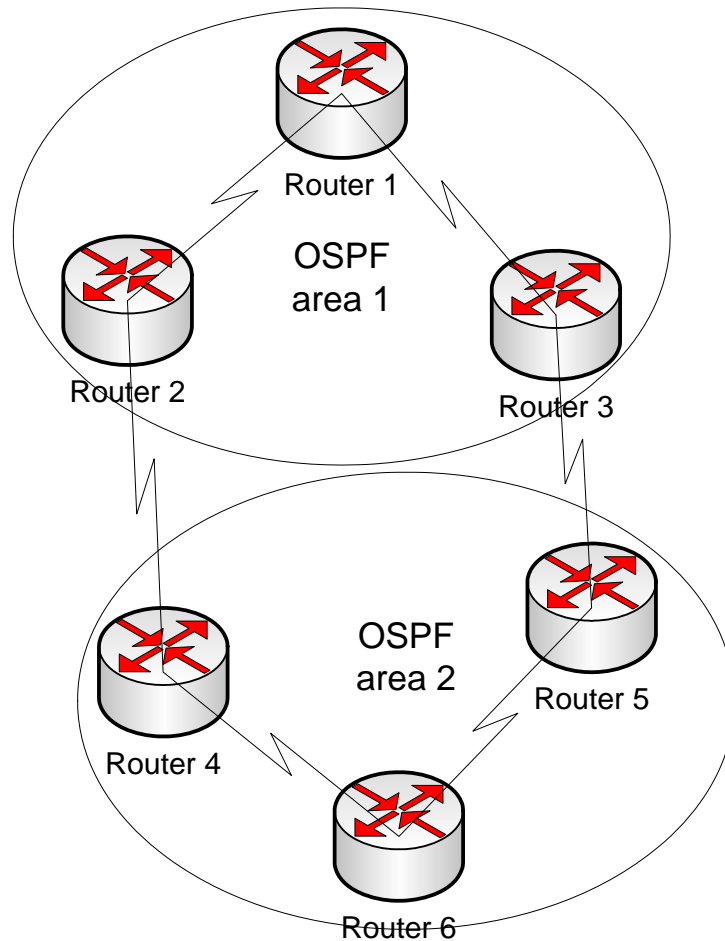 Router 1
OSPF
area 1
Router 2
Router 3
OSPF
area 2
Router 5
Router 4
Router 6